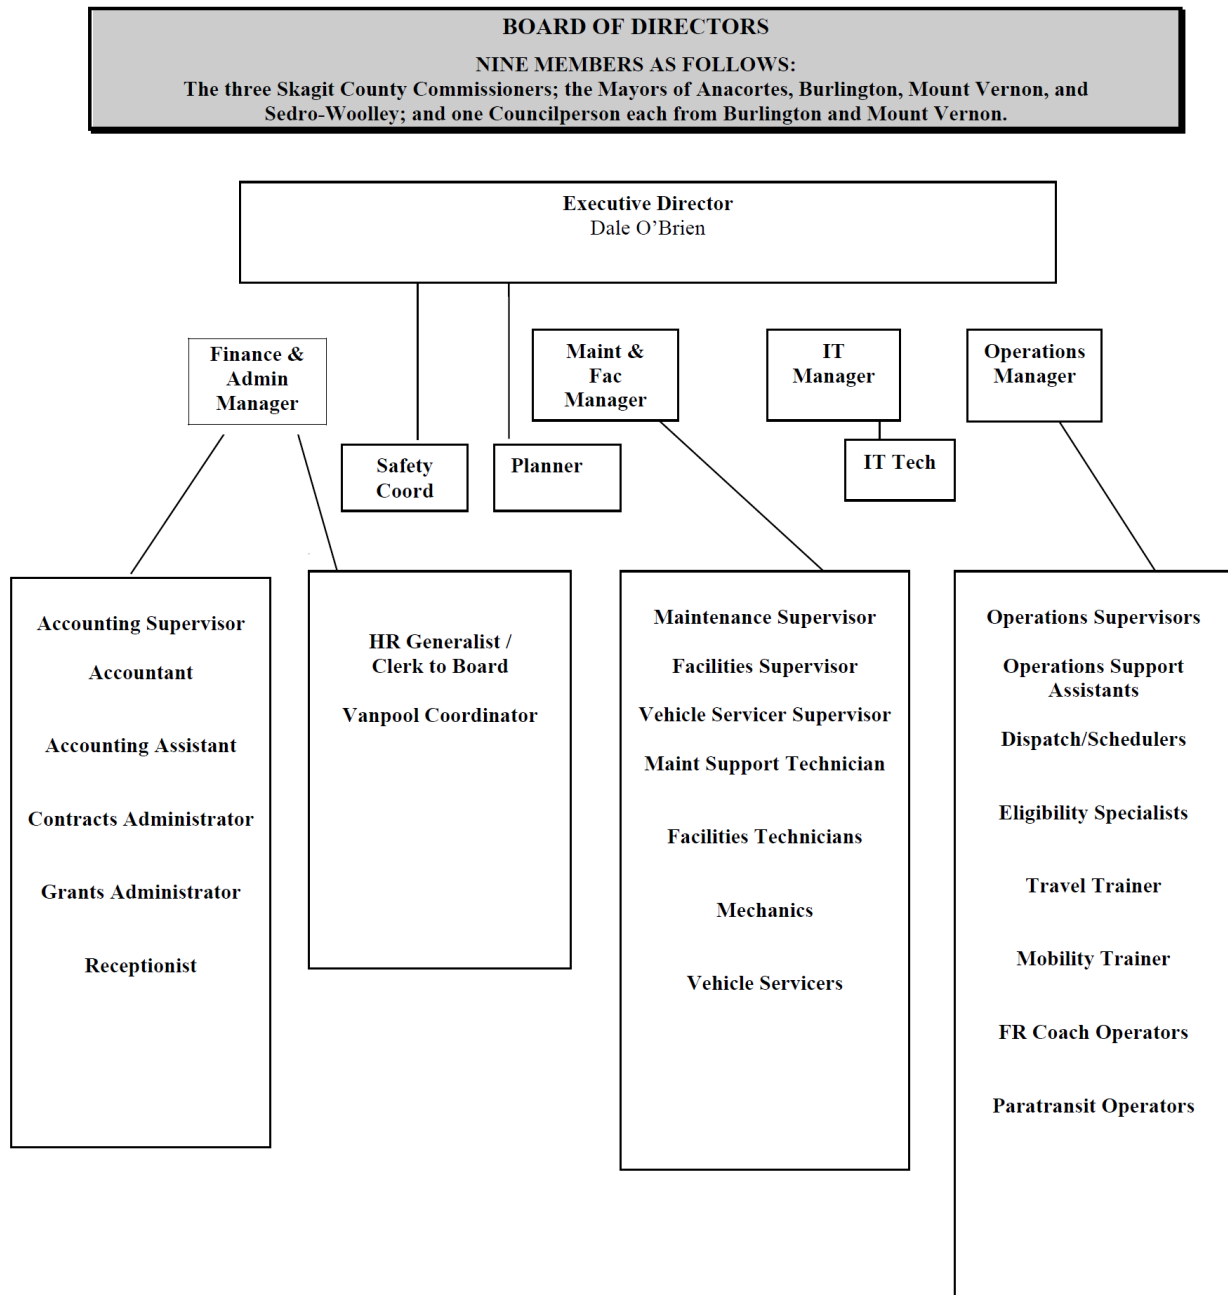 BOARD OF DIRECTORS
NINE MEMBERS AS FOLLOWS:
The three Skagit County Commissioners; the Mayors of Anacortes, Burlington, Mount Vernon, and
Sedro-Woolley; and one Councilperson each from Burlington and Mount Vernon.
Executive Director
Dale O’Brien
Finance &
Admin
Manager
Maint &
Fac
Manager
IT
Manager
Operations
Manager
Safety
Coord
Planner
IT Tech
Accounting Supervisor
Accountant
Accounting Assistant
Contracts Administrator
Grants Administrator
Receptionist
HR Generalist /
Clerk to Board
Vanpool Coordinator
Maintenance Supervisor
Facilities Supervisor
Vehicle Servicer Supervisor
Maint Support Technician
Facilities Technicians
Mechanics
Vehicle Servicers
Operations Supervisors
Operations Support
Assistants
Dispatch/Schedulers
Eligibility Specialists
Travel Trainer
Mobility Trainer
FR Coach Operators
Paratransit Operators